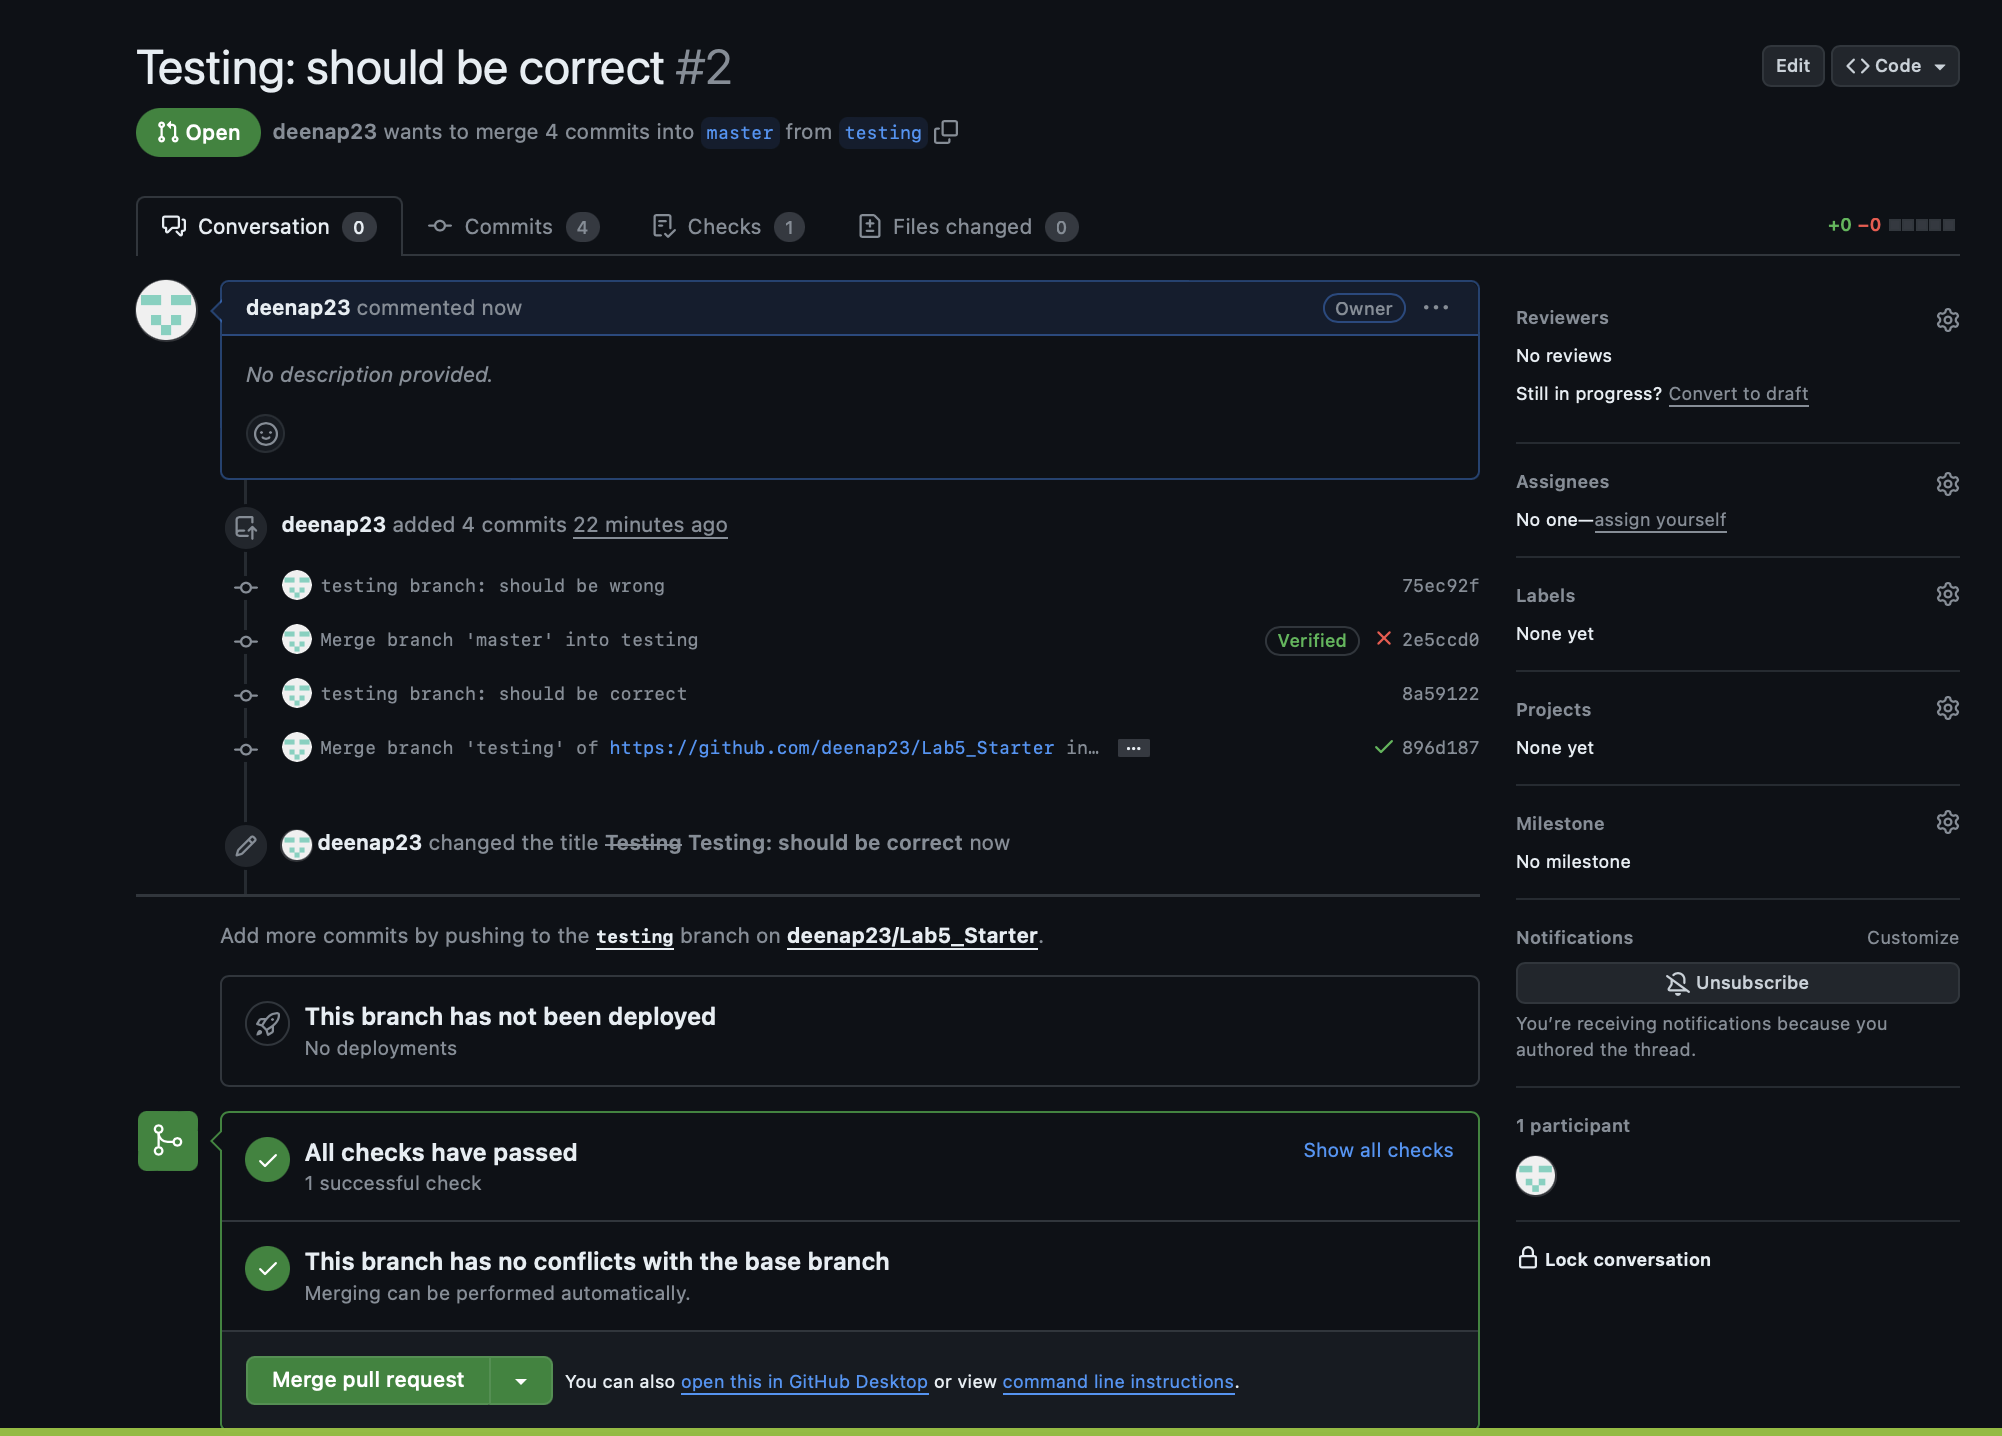 Testing: should be correct #2
Edit
Code
Open
deenap23 wants to merge 4 commits into master from testing
Conversation 0
Commits 4
Checks 1
Files changed 0
+0 −0
deenap23 commented now
Owner
No description provided.
deenap23 added 4 commits 22 minutes ago
testing branch: should be wrong
75ec92f
Merge branch 'master' into testing
Verified
2e5ccd0
testing branch: should be correct
8a59122
Merge branch 'testing' of https://github.com/deenap23/Lab5_Starter in…
896d187
deenap23 changed the title Testing Testing: should be correct now
Add more commits by pushing to the testing branch on deenap23/Lab5_Starter.
This branch has not been deployed
No deployments
All checks have passed
1 successful check
Show all checks
This branch has no conflicts with the base branch
Merging can be performed automatically.
Merge pull request
You can also open this in GitHub Desktop or view command line instructions.
Reviewers
No reviews
Still in progress? Convert to draft
Assignees
No one—assign yourself
Labels
None yet
Projects
None yet
Milestone
No milestone
Notifications
Customize
Unsubscribe
You’re receiving notifications because you
authored the thread.
1 participant
Lock conversation